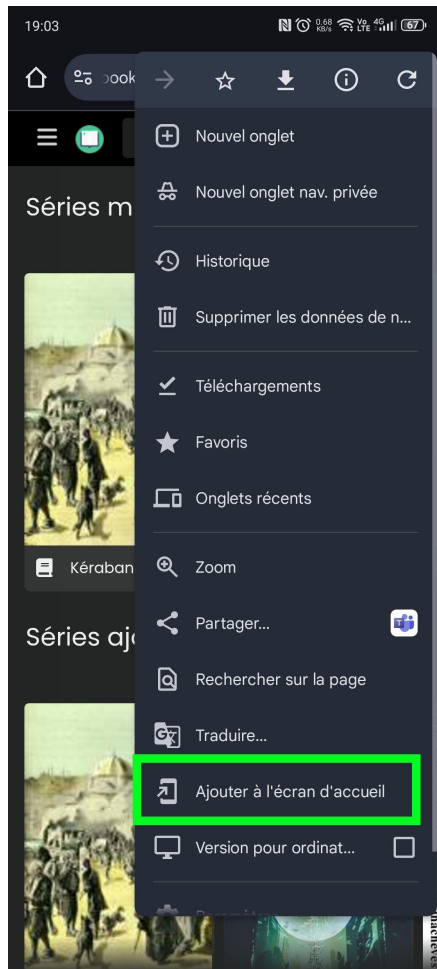 19:03
0.68
KB/s
Vo
LTE
4G
67
book
Nouvel onglet
Séries m
Nouvel onglet nav. privée
Historique
Supprimer les données de n...
Téléchargements
Favoris
Onglets récents
Kéraban
Zoom
Séries ajo
Partager...
Rechercher sur la page
Traduire...
Ajouter à l'écran d'accueil
Version pour ordinat...